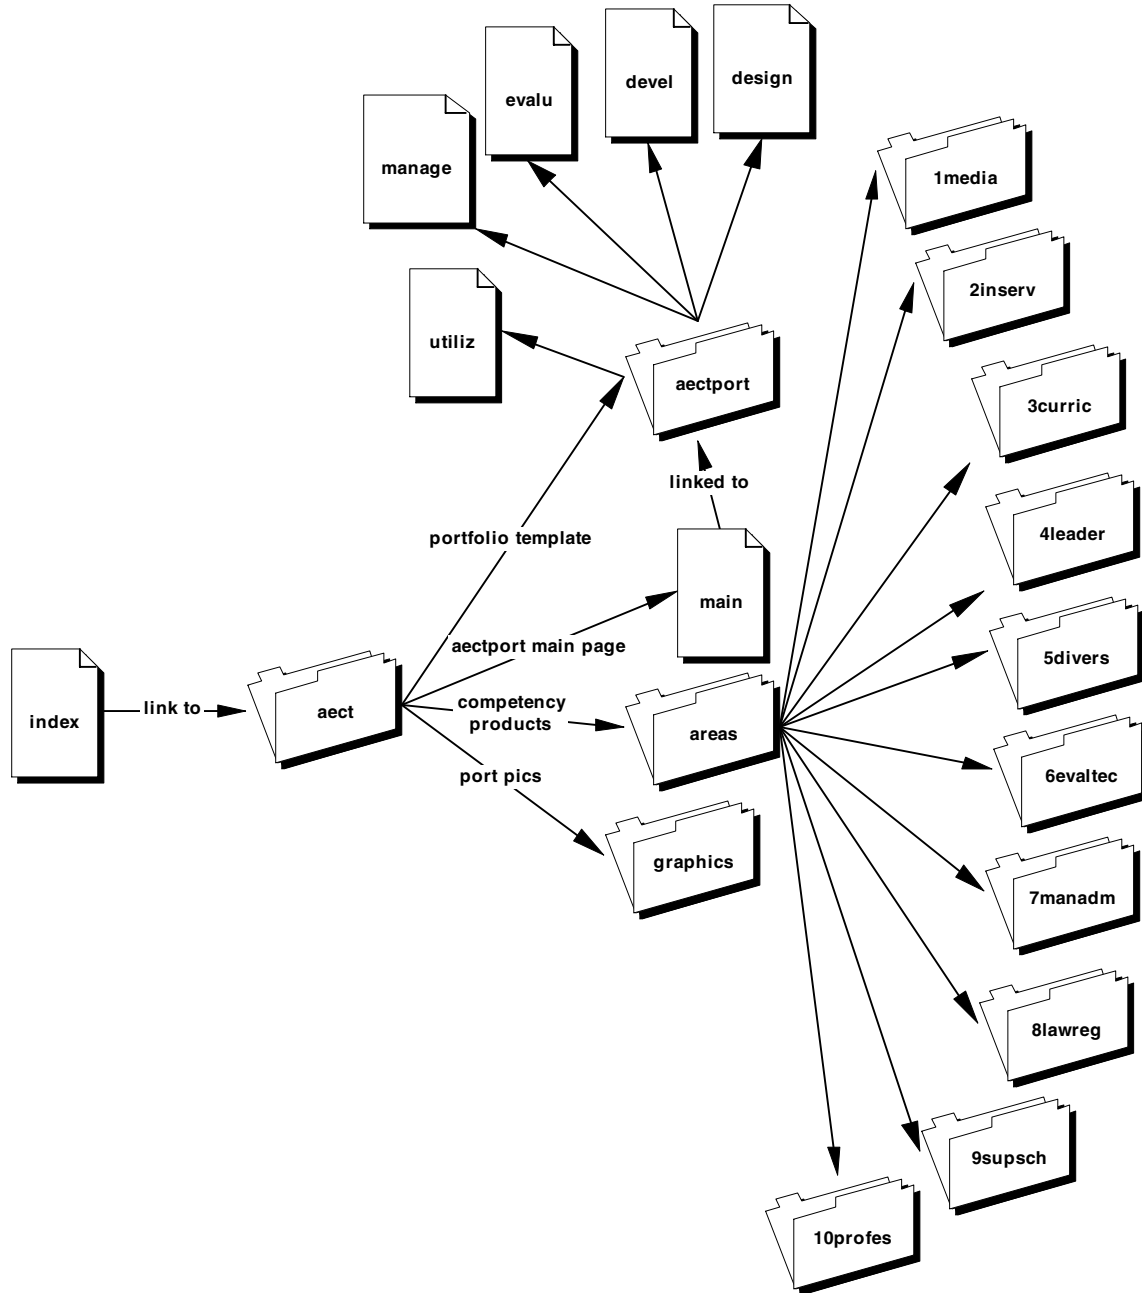 design
devel
evalu
manage
1media
2inserv
utiliz
aectport
3curric
linked to
4leader
portfolio template
main
aectport main page
5divers
index
link to
aect
competency
products
areas
port pics
6evaltec
graphics
7manadm
8lawreg
9supsch
10profes